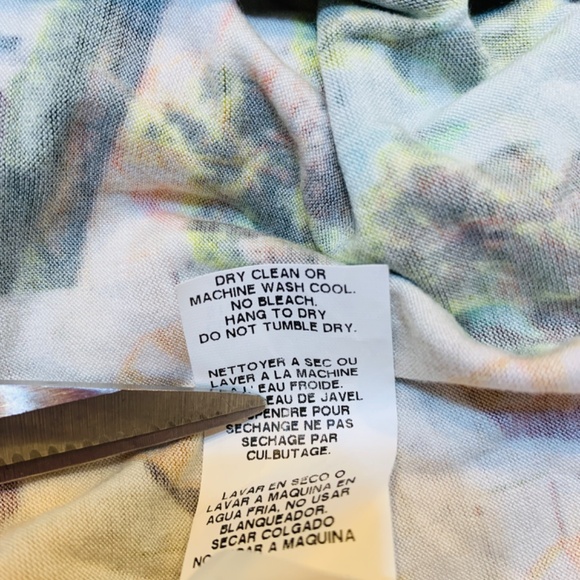 DRY CLEAN OR
MACHINE WASH COOL.
NO BLEACH.
HANG TO DRY
DO NOT TUMBLE DRY.
NETTOYER A SEC OU
LAVER A LA MACHINE
L'EAU FROIDE.
EAU DE JAVEL
POUR
SECHANGE NE PAS
SECHAGE PAR
CULBUTAGE.
LAVAR EN SECO O
LAVAR A MAQUINA EN
AGUA FRIA, NO USAR
BLANQUEADOR.
SECAR COLGADO
NO A MAQUINA